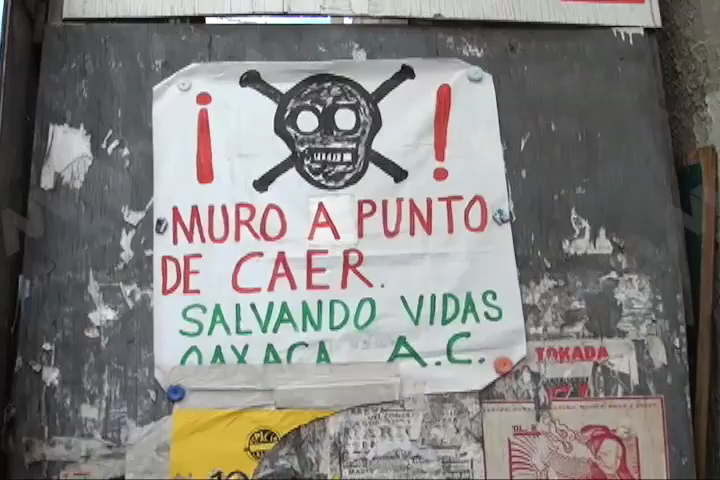 ¡ !
MURO A PUNTO
DE CAER.
SALVANDO VIDAS
OAXACA A.C.
TOKADA